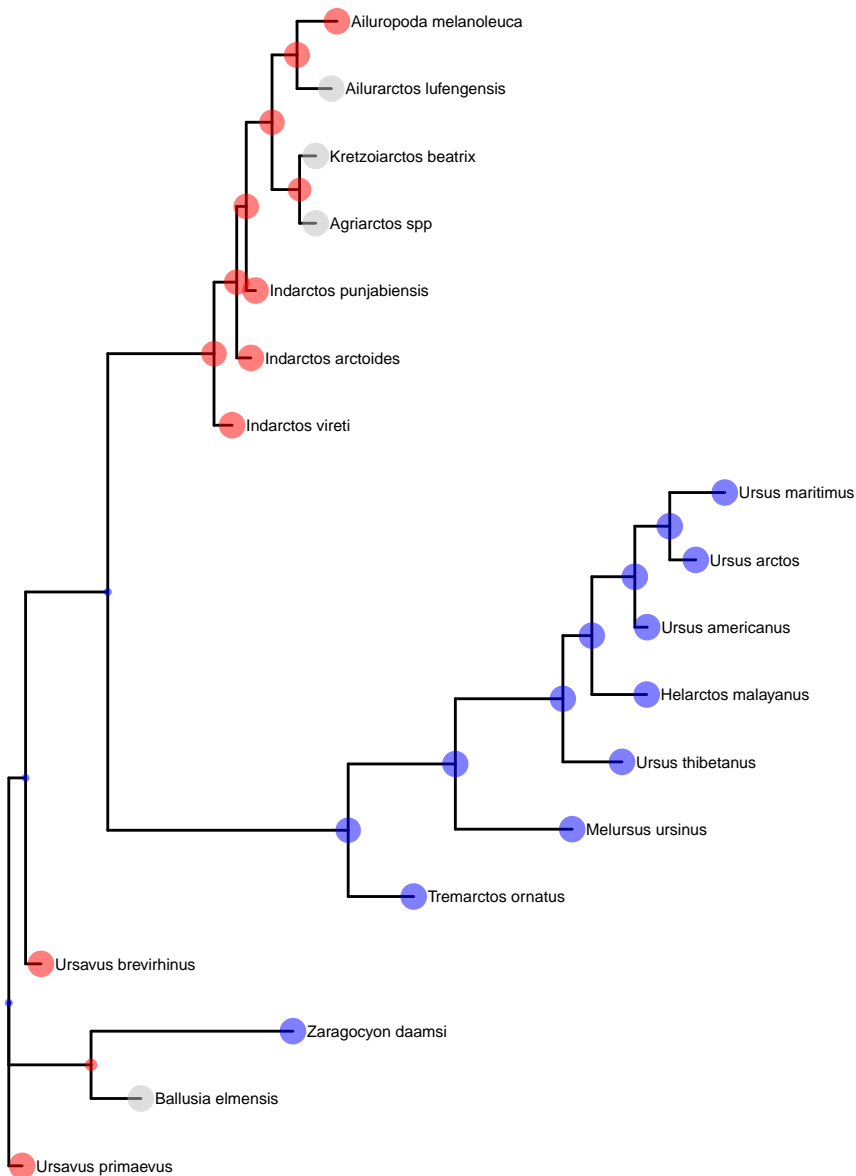 Ailuropoda melanoleuca
Ailurarctos lufengensis
Kretzoiarctos beatrix
Agriarctos spp
Indarctos punjabiensis
Indarctos arctoides
Indarctos vireti
Ursus maritimus
Ursus arctos
Ursus americanus
Helarctos malayanus
Ursus thibetanus
Melursus ursinus
Tremarctos ornatus
Ursavus brevirhinus
Zaragocyon daamsi
Ballusia elmensis
Ursavus primaevus